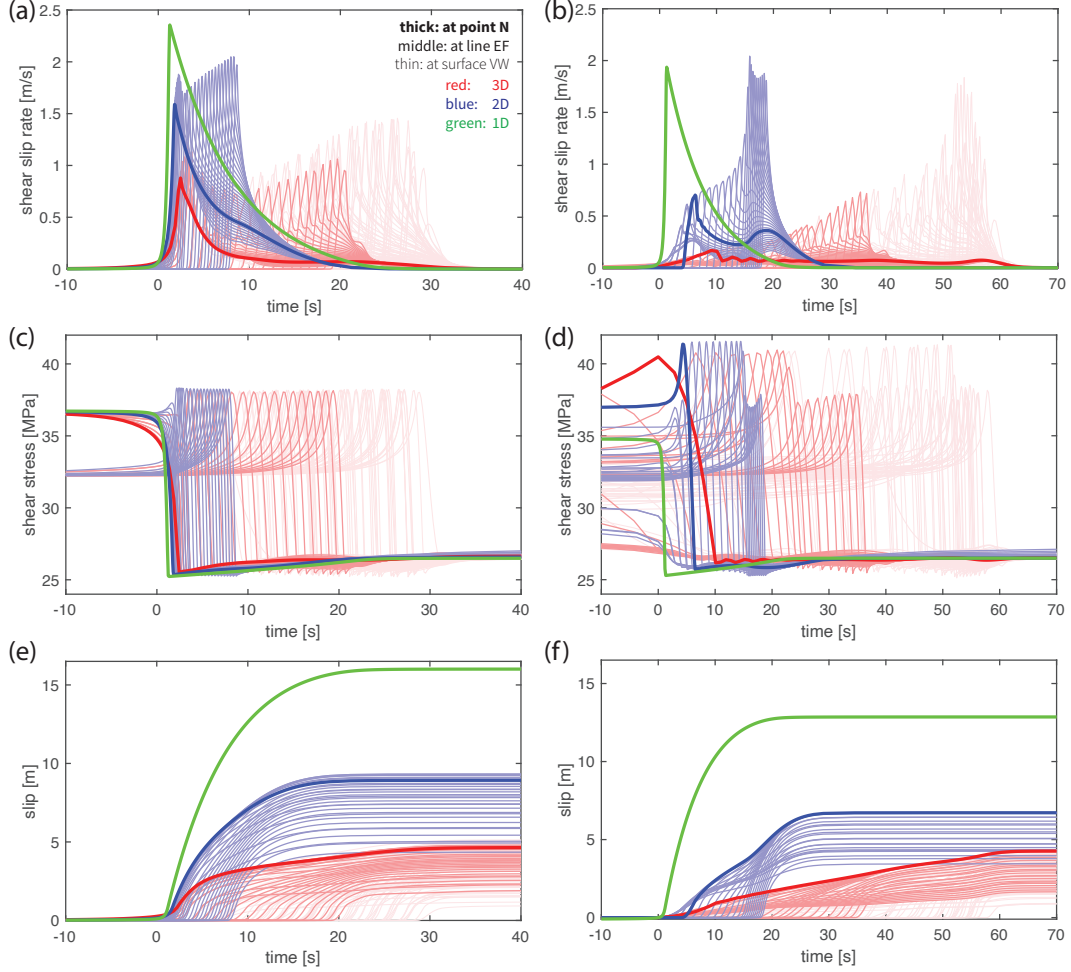 (a)
2.5
2
1.5
1
0.5
0
shear slip rate [m/s]
thick: at point N
middle: at line EF
thin: at surface VW
red: 3D
blue: 2D
green: 1D
-10 0 10 20 30 40
time [s]
(b)
2.5
2
1.5
1
0.5
0
shear slip rate [m/s]
-10 0 10 20 30 40 50 60 70
time [s]
(c)
40
35
30
25
shear stress [MPa]
-10 0 10 20 30 40
time [s]
(d)
40
35
30
25
shear stress [MPa]
-10 0 10 20 30 40 50 60 70
time [s]
(e)
15
10
5
0
slip [m]
-10 0 10 20 30 40
time [s]
(f)
15
10
5
0
slip [m]
-10 0 10 20 30 40 50 60 70
time [s]